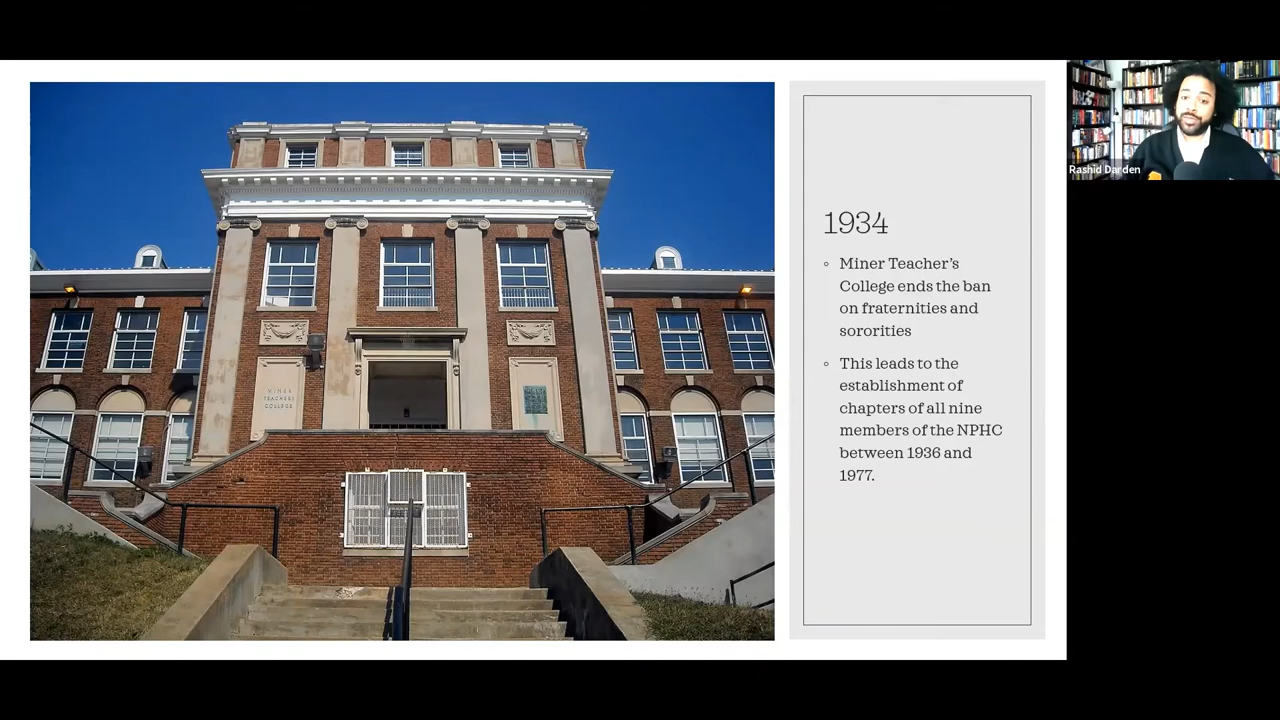 MINER
TEACHERS
COLLEGE
1934
Miner Teacher's
College ends the ban
on fraternities and
sororities
This leads to the
establishment of
chapters of all nine
members of the NPHC
between 1936 and
1977.
Rashid Darden